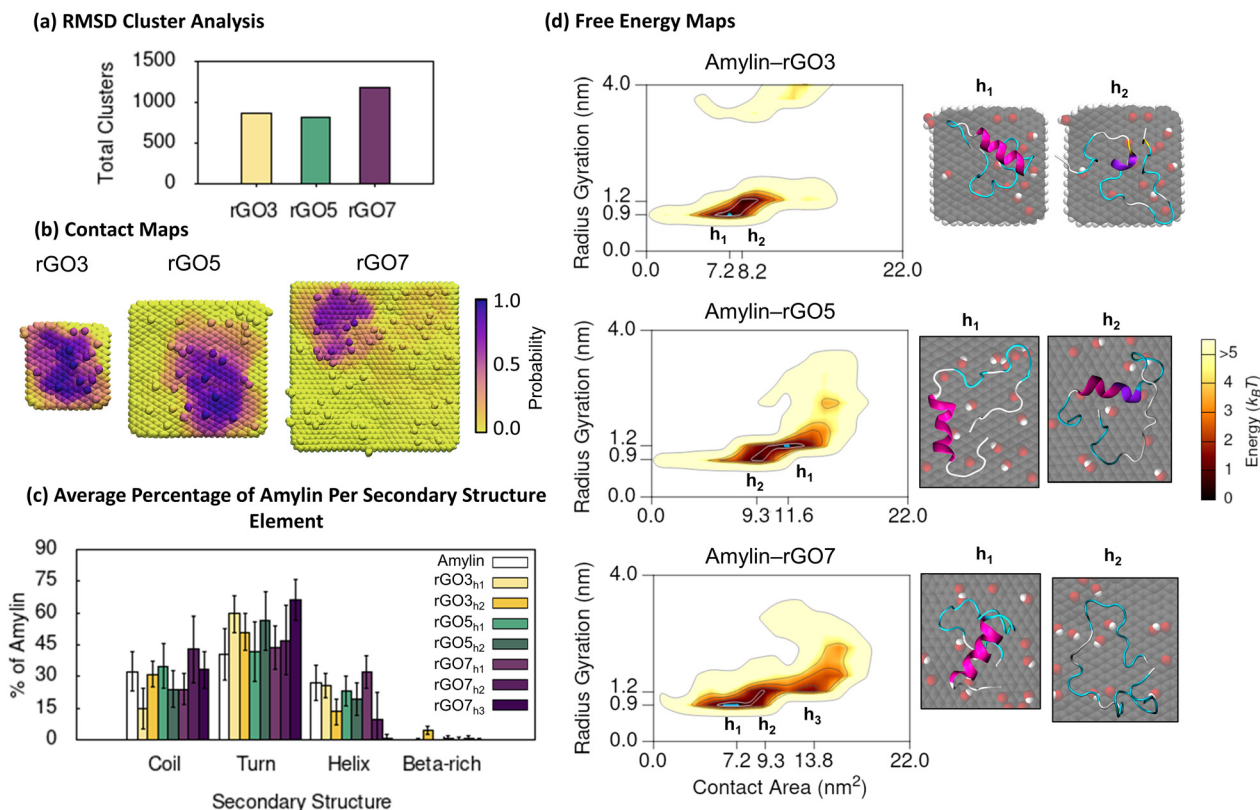 (a) RMSD Cluster Analysis
Total Clusters
1500
1000
500
0
rGO3 rGO5 rGO7
(b) Contact Maps
rGO3
rGO5
rGO7
1.0
0.5
0.0
Probability
(c) Average Percentage of Amylin Per Secondary Structure
Element
% of Amylin
90
75
60
45
30
15
0
Amylin
rGO3h1
rGO3h2
rGO5h1
rGO5h2
rGO7h1
rGO7h2
rGO7h3
Coil Turn Helix Beta-rich
Secondary Structure
(d) Free Energy Maps
Amylin–rGO3
Radius Gyration (nm)
4.0
1.2
0.9
0.0
h1 h2
0.0 7.2 8.2 22.0
h1 h2
Amylin–rGO5
Radius Gyration (nm)
4.0
1.2
0.9
0.0
h2 h1
0.0 9.3 11.6 22.0
h1 h2
>5
4
3
2
1
0
Energy (kBT)
Amylin–rGO7
Radius Gyration (nm)
4.0
1.2
0.9
0.0
h1 h2 h3
0.0 7.2 9.3 13.8 22.0
Contact Area (nm²)
h1 h2